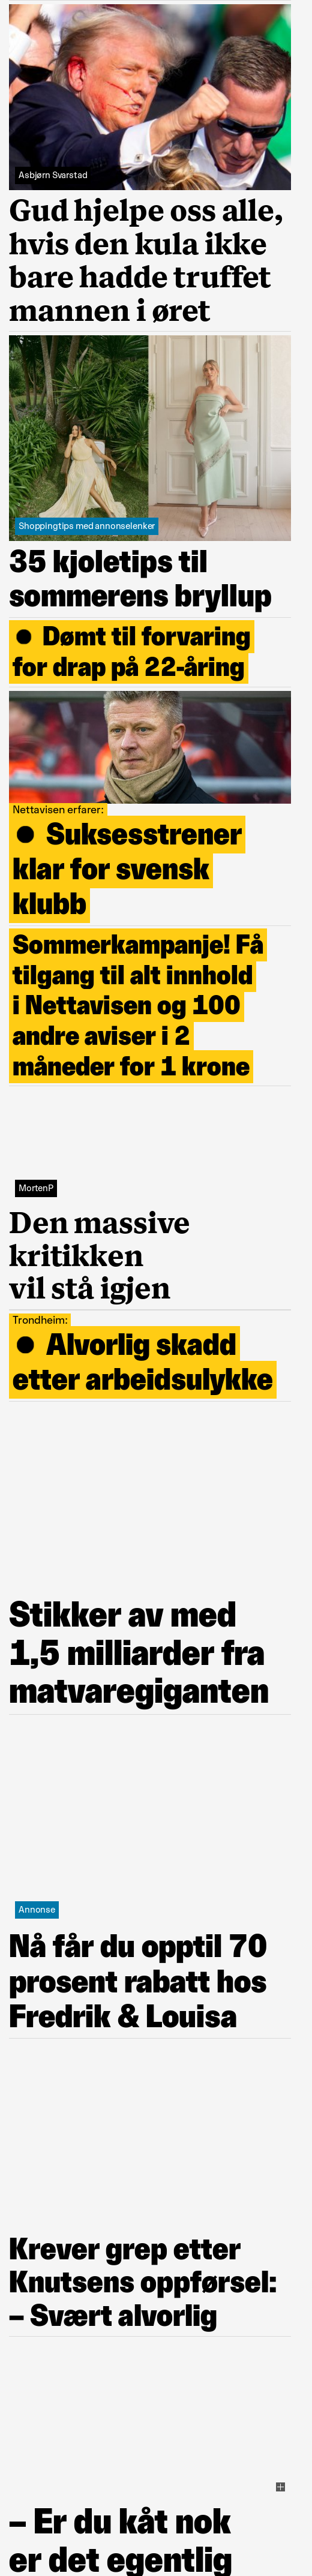 Asbjørn Svarstad
Gud hjelpe oss alle,
hvis den kula ikke
bare hadde truffet
mannen i øret
Shoppingtips med annonselenker
35 kjoletips til
sommerens bryllup
● Dømt til forvaring
for drap på 22-åring
Nettavisen erfarer:
● Suksesstrener
klar for svensk
klubb
Sommerkampanje! Få
tilgang til alt innhold
i Nettavisen og 100
andre aviser i 2
måneder for 1 krone
MortenP
Den massive
kritikken
vil stå igjen
Trondheim:
● Alvorlig skadd
etter arbeidsulykke
Stikker av med
1,5 milliarder fra
matvaregiganten
Annonse
Nå får du opptil 70
prosent rabatt hos
Fredrik & Louisa
Krever grep etter
Knutsens oppførsel:
– Svært alvorlig
– Er du kåt nok
er det egentlig